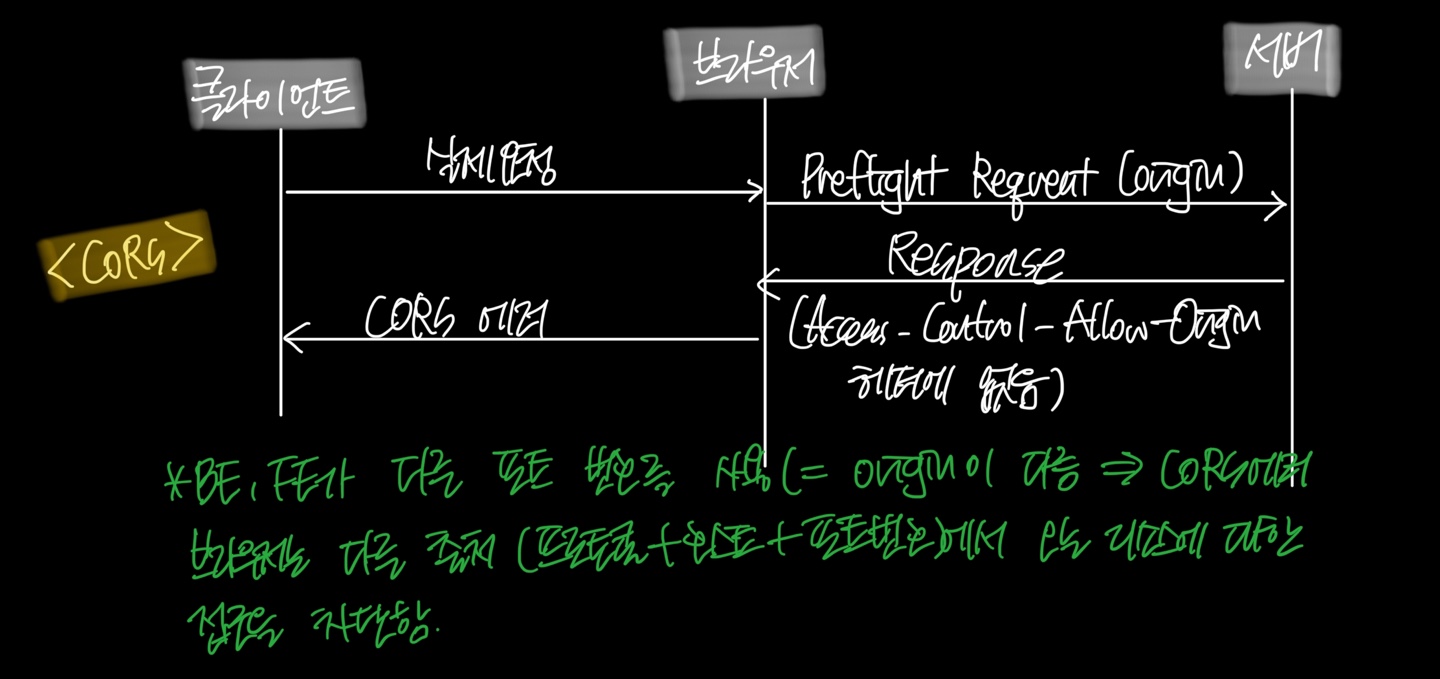 클라이언트
브라우저
서버
실제 요청
Preflight Request (origin)
<CORS>
Response
CORS 에러
(Access-Control-Allow-Origin
헤더에 없음)
*BE, FE가 다른 포트 번호를 사용(= origin이 다름 ⇒ CORS에러
브라우저는 다른 출처 (프로토콜+호스트+포트번호)에서 오는 리소스에 대한
접근을 차단함.